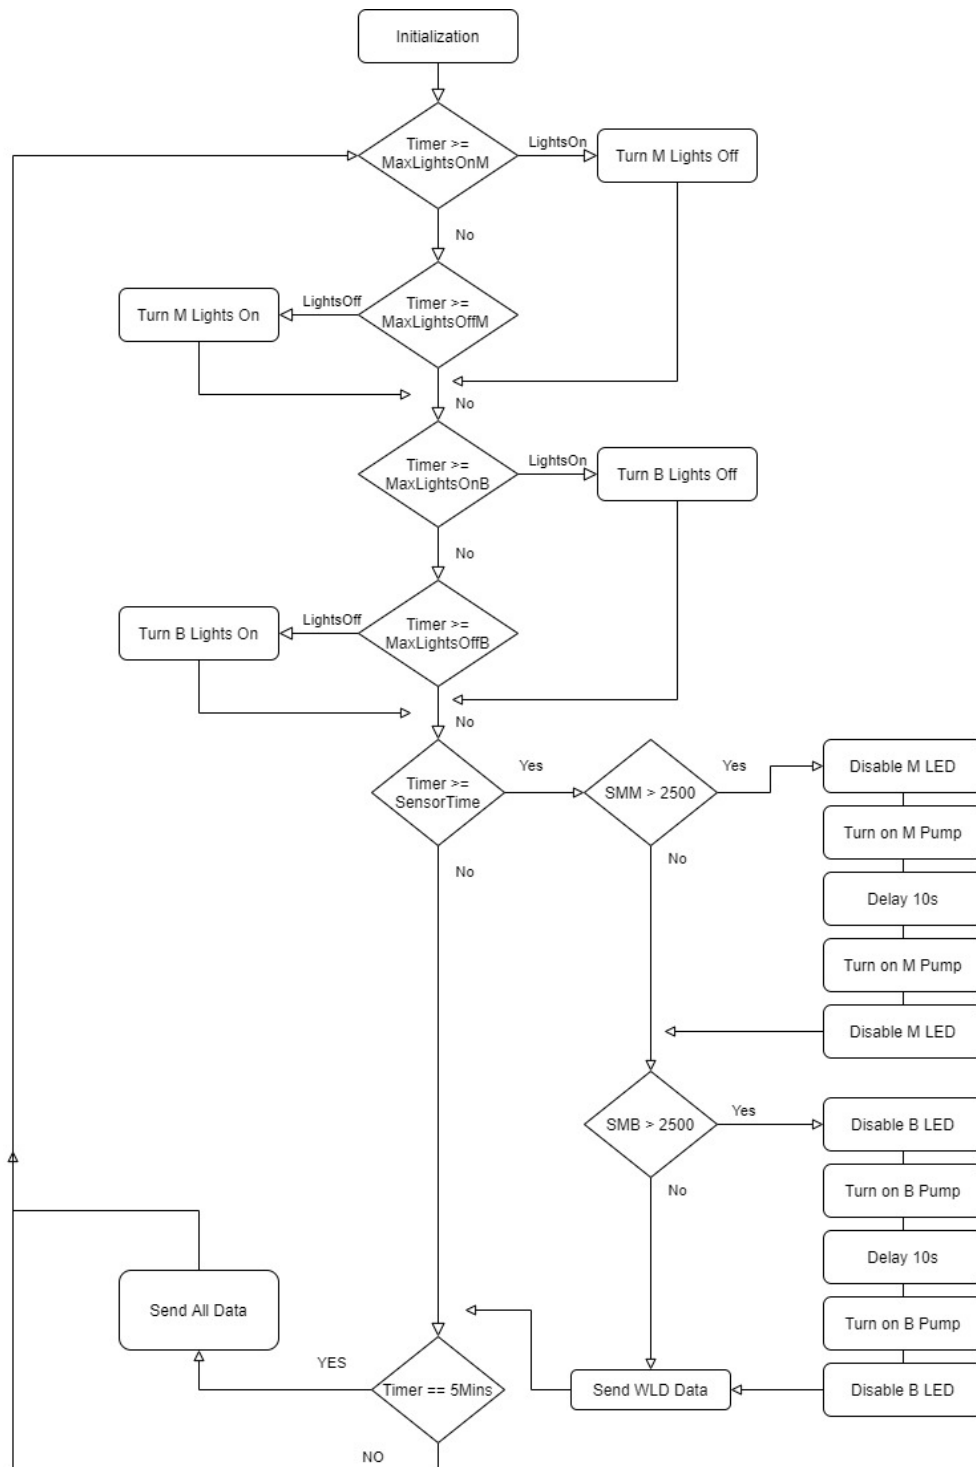 Initialization
Timer >=
MaxLightsOnM
LightsOn
Turn M Lights Off
No
Turn M Lights On
LightsOff
Timer >=
MaxLightsOffM
No
Timer >=
MaxLightsOnB
LightsOn
Turn B Lights Off
No
Turn B Lights On
LightsOff
Timer >=
MaxLightsOffB
No
Timer >=
SensorTime
Yes
SMM > 2500
Yes
Disable M LED
Turn on M Pump
No
No
Delay 10s
Turn on M Pump
Disable M LED
SMB > 2500
Yes
Disable B LED
No
Turn on B Pump
Delay 10s
Send All Data
Turn on B Pump
YES
Timer == 5Mins
Send WLD Data
Disable B LED
NO